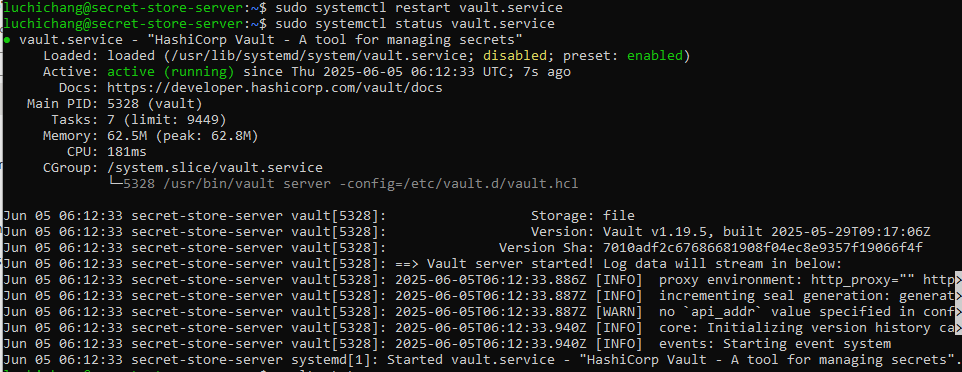 luchichang@secret-store-server:~$ sudo systemctl restart vault.service
luchichang@secret-store-server:~$ sudo systemctl status vault.service
● vault.service - "HashiCorp Vault - A tool for managing secrets"
Loaded: loaded (/usr/lib/systemd/system/vault.service; disabled; preset: enabled)
Active: active (running) since Thu 2025-06-05 06:12:33 UTC; 7s ago
Docs: https://developer.hashicorp.com/vault/docs
Main PID: 5328 (vault)
Tasks: 7 (limit: 9449)
Memory: 62.5M (peak: 62.8M)
CPU: 181ms
CGroup: /system.slice/vault.service
└─5328 /usr/bin/vault server -config=/etc/vault.d/vault.hcl
Jun 05 06:12:33 secret-store-server vault[5328]: Storage: file
Jun 05 06:12:33 secret-store-server vault[5328]: Version: Vault v1.19.5, built 2025-05-29T09:17:06Z
Jun 05 06:12:33 secret-store-server vault[5328]: Version Sha: 7010adf2c67686681908f04ec8e9357f19066f4f
Jun 05 06:12:33 secret-store-server vault[5328]: ==> Vault server started! Log data will stream in below:
Jun 05 06:12:33 secret-store-server vault[5328]: 2025-06-05T06:12:33.886Z [INFO]  proxy environment: http_proxy="" http>
Jun 05 06:12:33 secret-store-server vault[5328]: 2025-06-05T06:12:33.887Z [INFO]  incrementing seal generation: generat>
Jun 05 06:12:33 secret-store-server vault[5328]: 2025-06-05T06:12:33.887Z [WARN]  no `api_addr` value specified in conf>
Jun 05 06:12:33 secret-store-server vault[5328]: 2025-06-05T06:12:33.940Z [INFO]  core: Initializing version history ca>
Jun 05 06:12:33 secret-store-server vault[5328]: 2025-06-05T06:12:33.940Z [INFO]  events: Starting event system
Jun 05 06:12:33 secret-store-server systemd[1]: Started vault.service - "HashiCorp Vault - A tool for managing secrets".